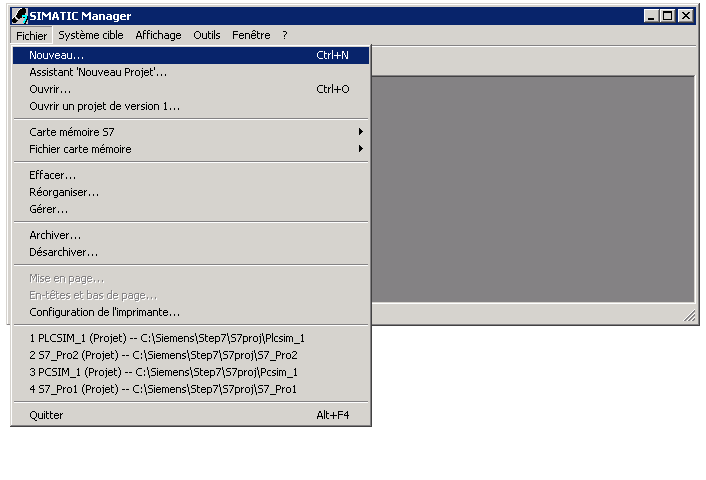 SIMATIC Manager
Fichier Système cible Affichage Outils Fenêtre ?
Nouveau... Ctrl+N
Assistant 'Nouveau Projet'...
Ouvrir... Ctrl+O
Ouvrir un projet de version 1...
Carte mémoire S7
Fichier carte mémoire
Effacer...
Réorganiser...
Gérer...
Archiver...
Désarchiver...
Mise en page...
En-têtes et bas de page...
Configuration de l'imprimante...
1 PLCSIM_1 (Projet) -- C:\Siemens\Step7\S7proj\Plcsim_1
2 S7_Pro2 (Projet) -- C:\Siemens\Step7\S7proj\S7_Pro2
3 PCSIM_1 (Projet) -- C:\Siemens\Step7\S7proj\Pcsim_1
4 S7_Pro1 (Projet) -- C:\Siemens\Step7\S7proj\S7_Pro1
Quitter Alt+F4